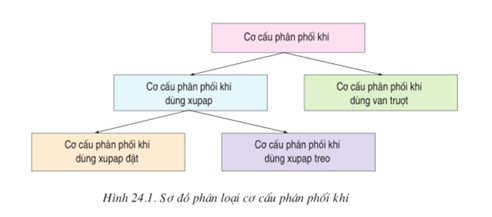 Cơ cấu phân phối khí
Cơ cấu phân phối khí
dùng xupap
Cơ cấu phân phối khí
dùng van trượt
Cơ cấu phân phối khí
dùng xupap đặt
Cơ cấu phân phối khí
dùng xupap treo
Hình 24.1. Sơ đồ phân loại cơ cấu phân phối khí